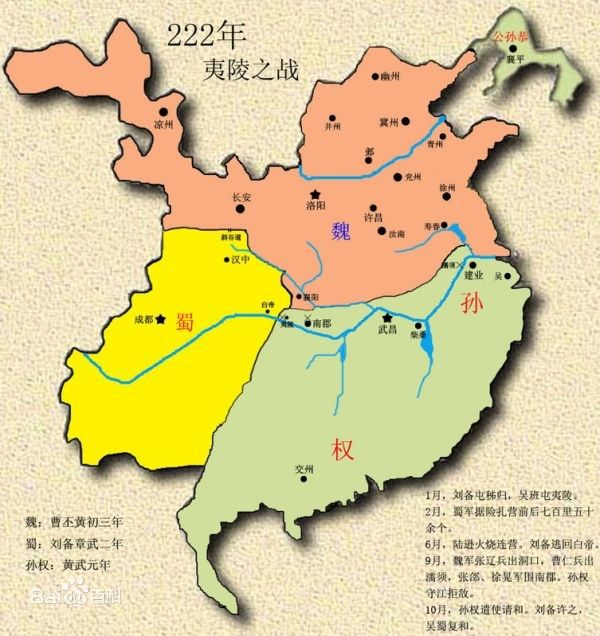 222年
夷陵之战
公孙恭
襄平
幽州
凉州
并州
冀州
青州
邺
兖州
徐州
长安
洛阳
许昌
汝南
寿春
魏
斜谷道
汉中
濡须
建业
吴
襄阳
白帝
孙
成都
蜀
夷陵
南郡
武昌
柴桑
权
交州
魏：曹丕黄初三年
蜀：刘备章武二年
孙权：黄武元年
1月，刘备屯秭归，吴班屯夷陵。
2月，蜀军据险扎营前后七百里五十
余个。
6月，陆逊火烧连营。刘备逃回白帝。
9月，魏军张辽兵出洞口，曹仁兵出
濡须，张郃、徐晃军围南郡。孙权
守江拒敌。
10月，孙权遣使请和。刘备许之，
吴蜀复和。
Bai百科